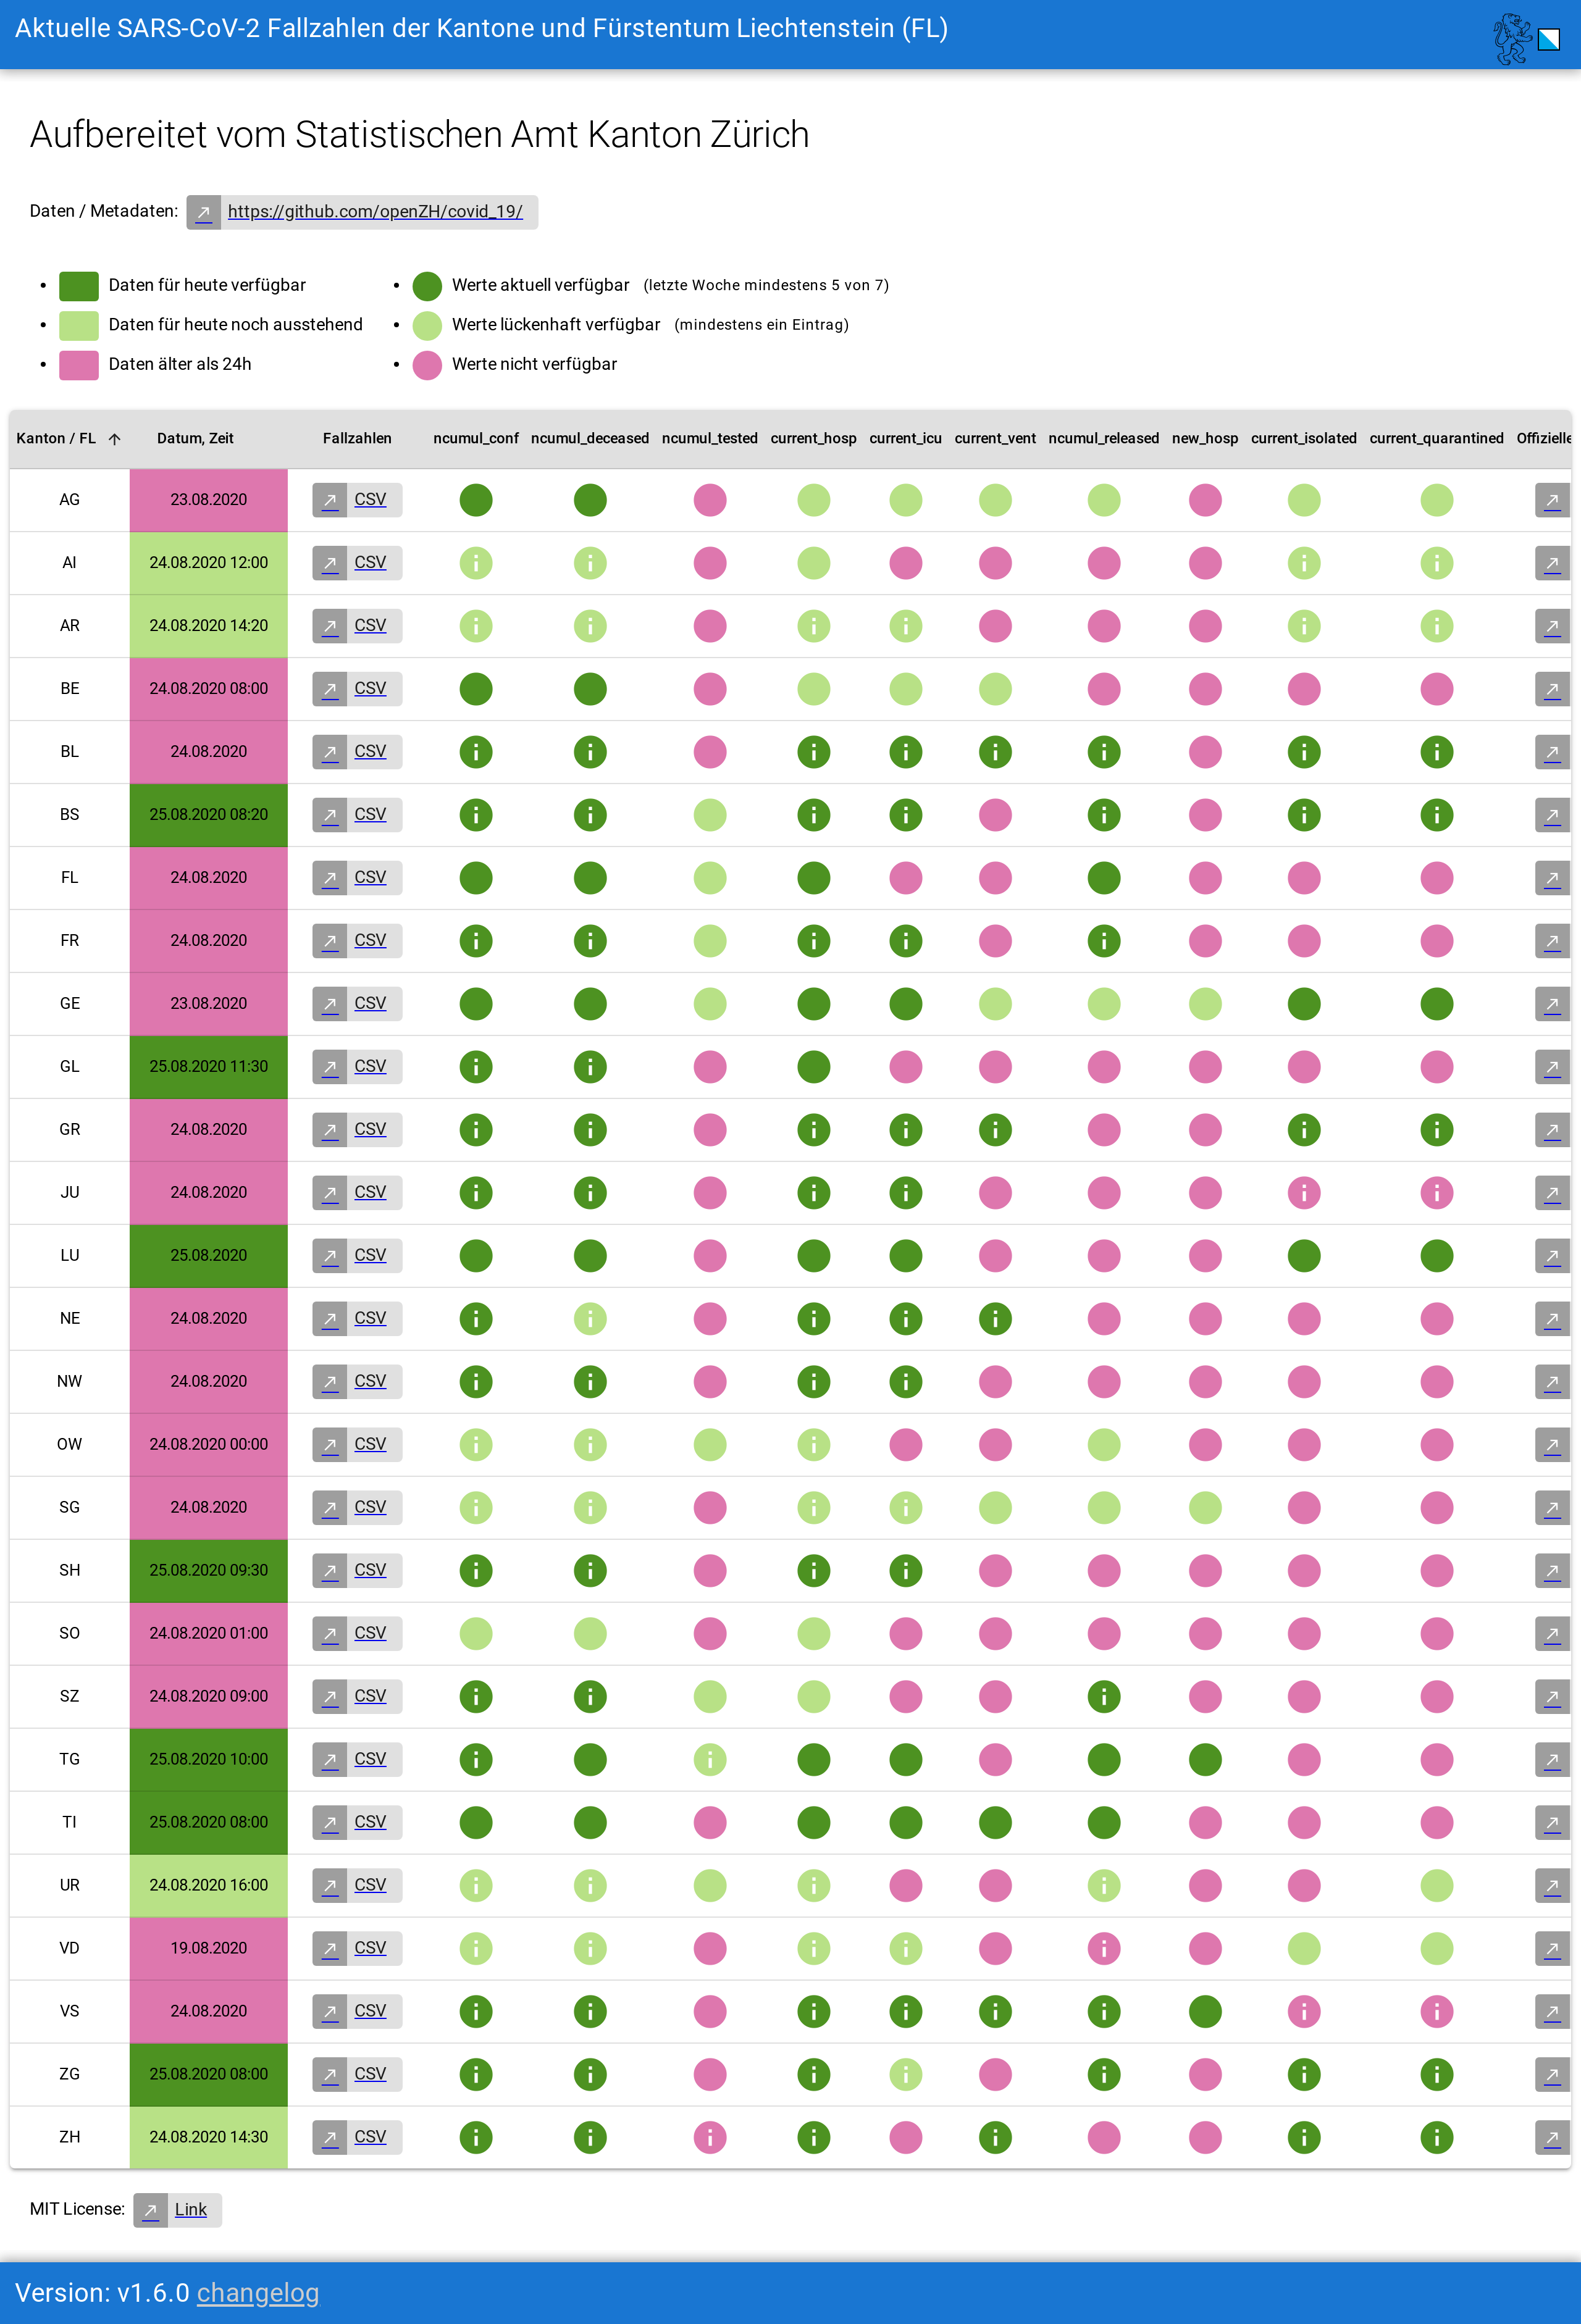 Aktuelle SARS-CoV-2 Fallzahlen der Kantone und Fürstentum Liechtenstein (FL)
Aufbereitet vom Statistischen Amt Kanton Zürich
Daten / Metadaten: https://github.com/openZH/covid_19/
Daten für heute verfügbar
Daten für heute noch ausstehend
Daten älter als 24h
Werte aktuell verfügbar (letzte Woche mindestens 5 von 7)
Werte lückenhaft verfügbar (mindestens ein Eintrag)
Werte nicht verfügbar
Kanton / FL Datum, Zeit Fallzahlen ncumul_conf ncumul_deceased ncumul_tested current_hosp current_icu current_vent ncumul_released new_hosp current_isolated current_quarantined Offizielle
AG 23.08.2020 CSV
AI 24.08.2020 12:00 CSV
AR 24.08.2020 14:20 CSV
BE 24.08.2020 08:00 CSV
BL 24.08.2020 CSV
BS 25.08.2020 08:20 CSV
FL 24.08.2020 CSV
FR 24.08.2020 CSV
GE 23.08.2020 CSV
GL 25.08.2020 11:30 CSV
GR 24.08.2020 CSV
JU 24.08.2020 CSV
LU 25.08.2020 CSV
NE 24.08.2020 CSV
NW 24.08.2020 CSV
OW 24.08.2020 00:00 CSV
SG 24.08.2020 CSV
SH 25.08.2020 09:30 CSV
SO 24.08.2020 01:00 CSV
SZ 24.08.2020 09:00 CSV
TG 25.08.2020 10:00 CSV
TI 25.08.2020 08:00 CSV
UR 24.08.2020 16:00 CSV
VD 19.08.2020 CSV
VS 24.08.2020 CSV
ZG 25.08.2020 08:00 CSV
ZH 24.08.2020 14:30 CSV
MIT License: Link
Version: v1.6.0 changelog